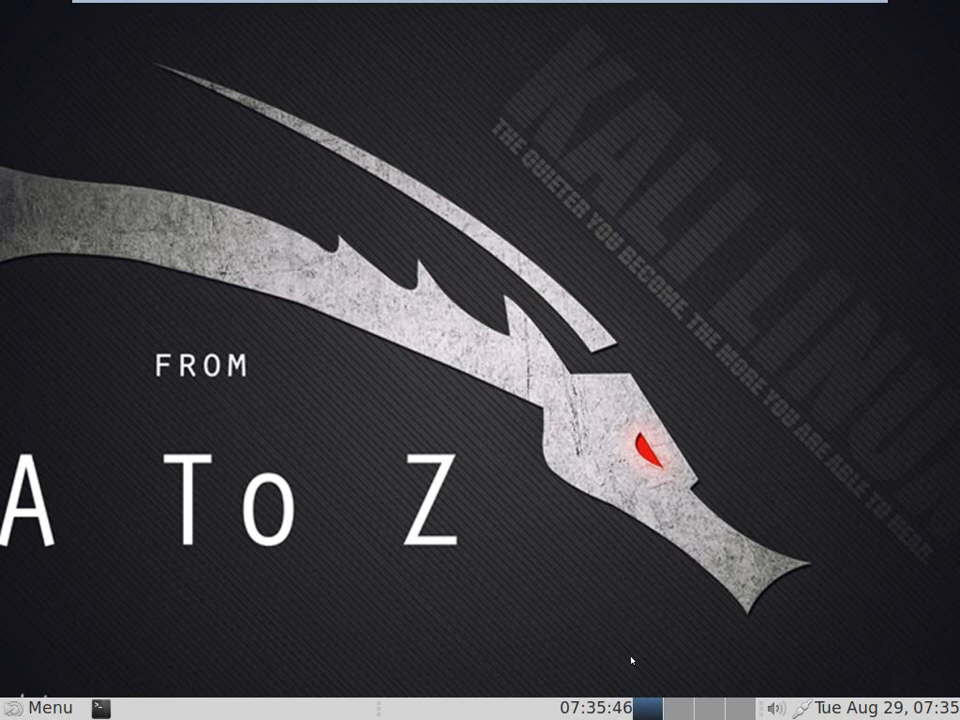 KALI LINUX
THE QUIETER YOU BECOME, THE MORE YOU ARE ABLE TO HEAR.
FROM
A To Z
Menu
07:35:46
Tue Aug 29, 07:35